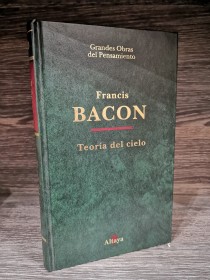 Grandes Obras
del Pensamiento
Francis
BACON
Teoría del cielo
Altaya